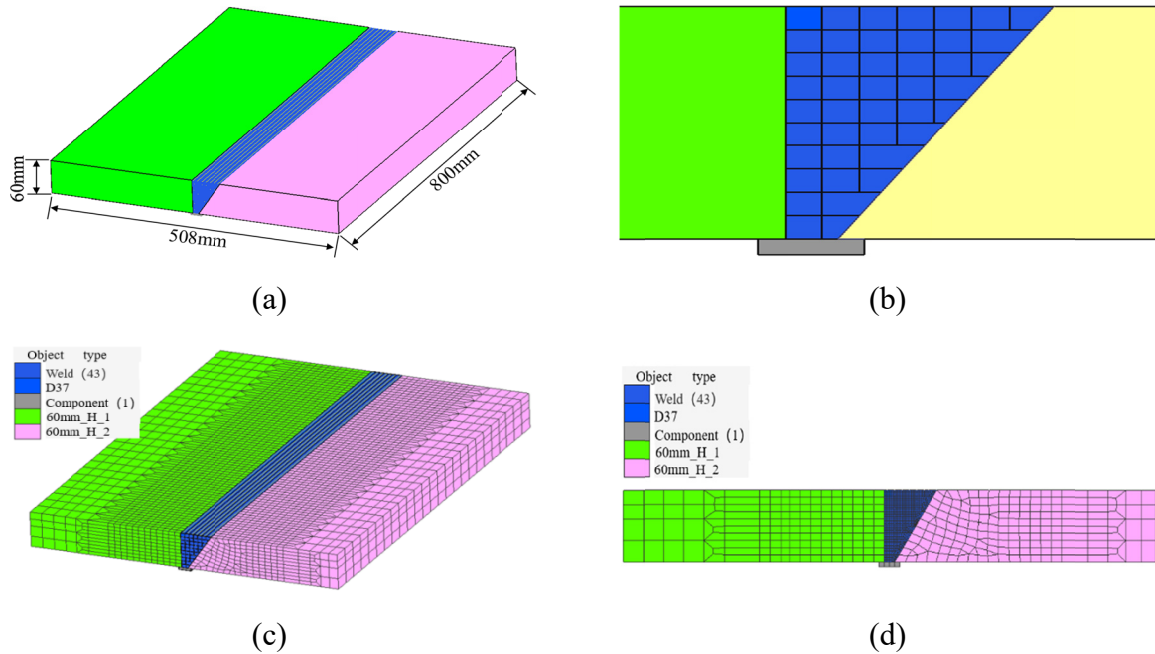 60mm
508mm
800mm
(a)
(b)
Object type
Weld (43)
D37
Component (1)
60mm_H_1
60mm_H_2
(c)
Object type
Weld (43)
D37
Component (1)
60mm_H_1
60mm_H_2
(d)